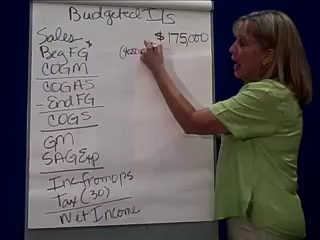 Budgeted I/S
Sales $175,000
Beg FG $
COGM
COGAS
-End FG
COGS
GM
SAG Exp
Inc from ops
Tax (30)
Net Income